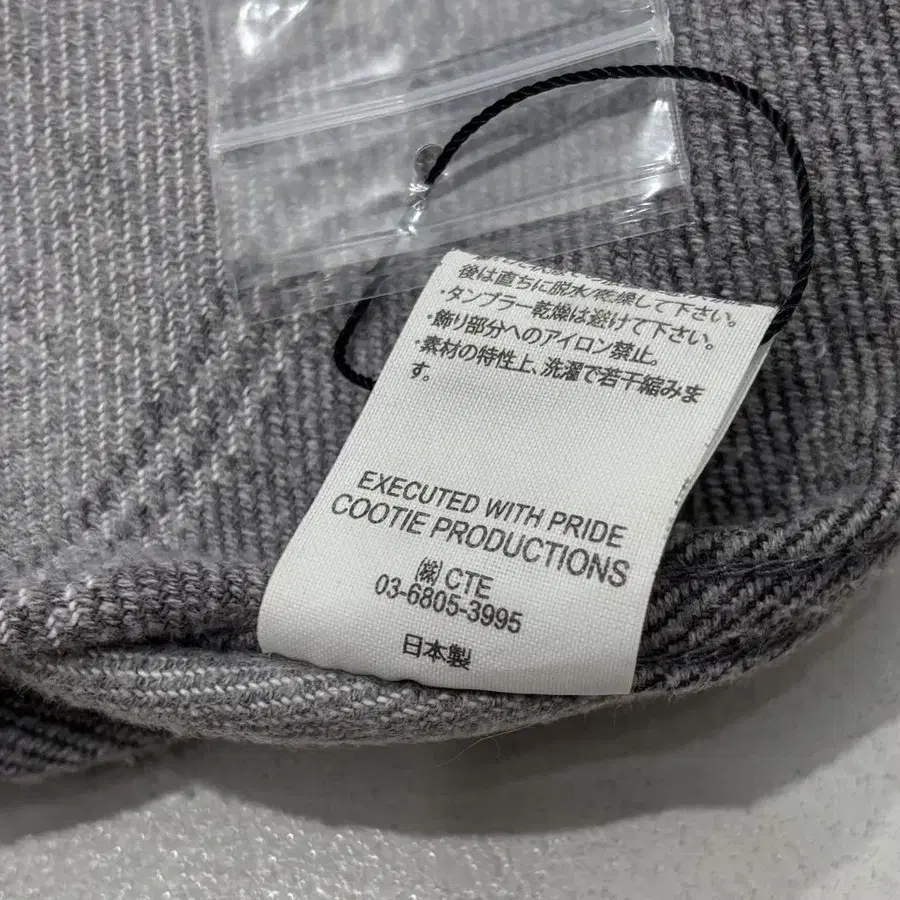 後は直ちに脱水/乾燥して下さい。
・タンブラー乾燥は避けて下さい。
・飾り部分へのアイロン禁止。
・素材の特性上、洗濯で若干縮みま
す。
EXECUTED WITH PRIDE
COOTIE PRODUCTIONS
㈱ CTE
03-6805-3995
日本製